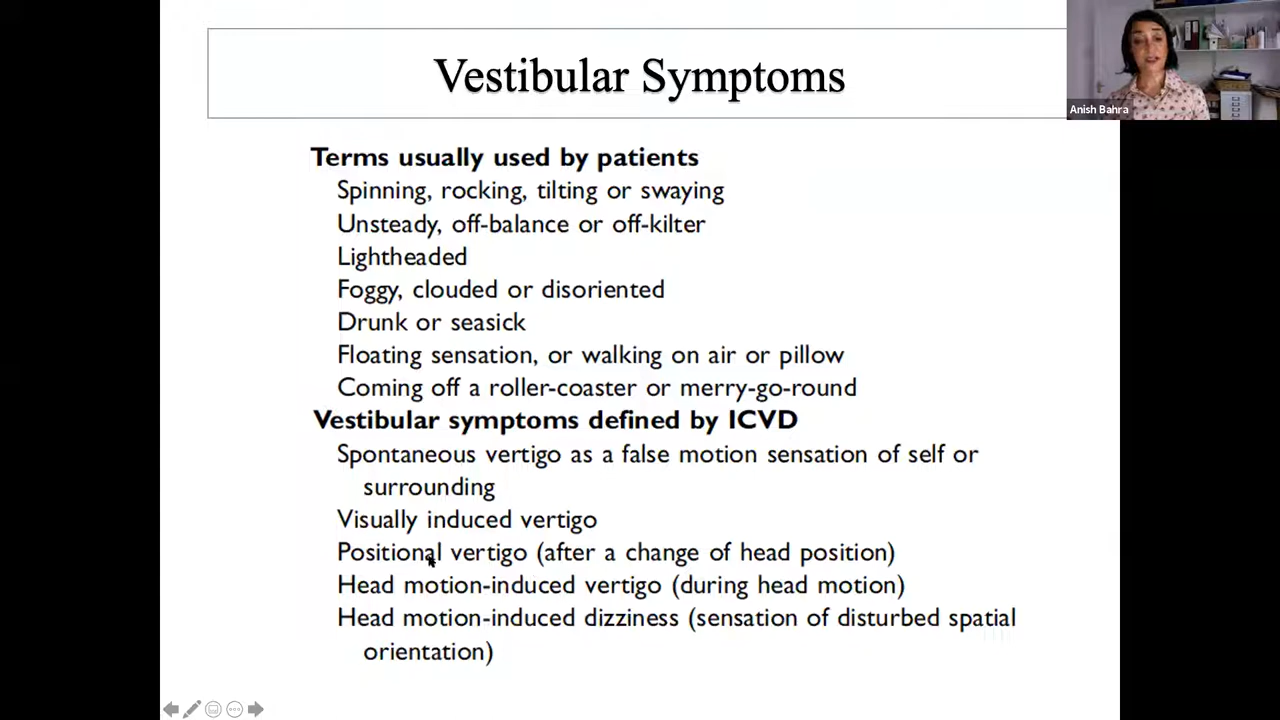 Vestibular Symptoms
Anish Bahra
Terms usually used by patients
Spinning, rocking, tilting or swaying
Unsteady, off-balance or off-kilter
Lightheaded
Foggy, clouded or disoriented
Drunk or seasick
Floating sensation, or walking on air or pillow
Coming off a roller-coaster or merry-go-round
Vestibular symptoms defined by ICVD
Spontaneous vertigo as a false motion sensation of self or
surrounding
Visually induced vertigo
Positional vertigo (after a change of head position)
Head motion-induced vertigo (during head motion)
Head motion-induced dizziness (sensation of disturbed spatial
orientation)